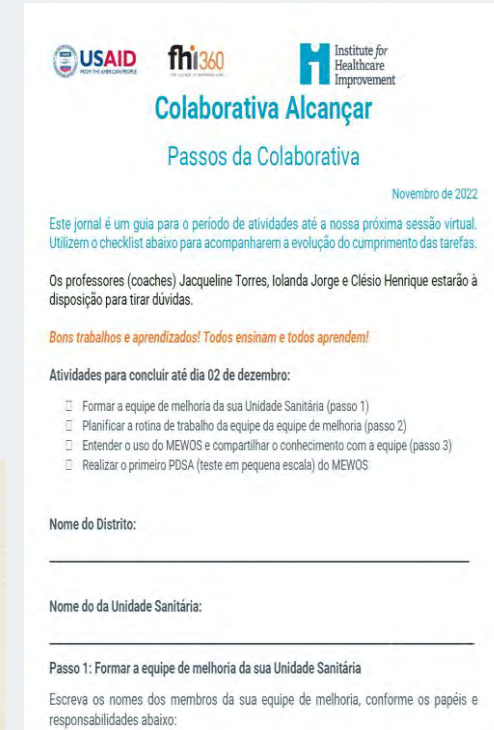 USAID
FROM THE AMERICAN PEOPLE
fhi360
Institute for
Healthcare
Improvement
Colaborativa Alcançar
Passos da Colaborativa
Novembro de 2022
Este jornal é um guia para o período de atividades até a nossa próxima sessão virtual.
Utilizem o checklist abaixo para acompanharem a evolução do cumprimento das tarefas.
Os professores (coaches) Jacqueline Torres, Iolanda Jorge e Clésio Henrique estarão à
disposição para tirar dúvidas.
Bons trabalhos e aprendizados! Todos ensinam e todos aprendem!
Atividades para concluir até dia 02 de dezembro:
Formar a equipe de melhoria da sua Unidade Sanitária (passo 1)
Planificar a rotina de trabalho da equipe da equipe de melhoria (passo 2)
Entender o uso do MEWOS e compartilhar o conhecimento com a equipe (passo 3)
Realizar o primeiro PDSA (teste em pequena escala) do MEWOS
Nome do Distrito:
Nome do da Unidade Sanitária:
Passo 1: Formar a equipe de melhoria da sua Unidade Sanitária
Escreva os nomes dos membros da sua equipe de melhoria, conforme os papéis e
responsabilidades abaixo: